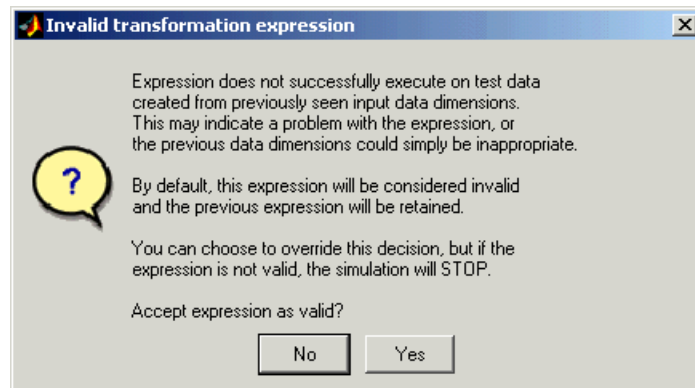 Invalid transformation expression
Expression does not successfully execute on test data
created from previously seen input data dimensions.
This may indicate a problem with the expression, or
the previous data dimensions could simply be inappropriate.
By default, this expression will be considered invalid
and the previous expression will be retained.
You can choose to override this decision, but if the
expression is not valid, the simulation will STOP.
Accept expression as valid?
No Yes